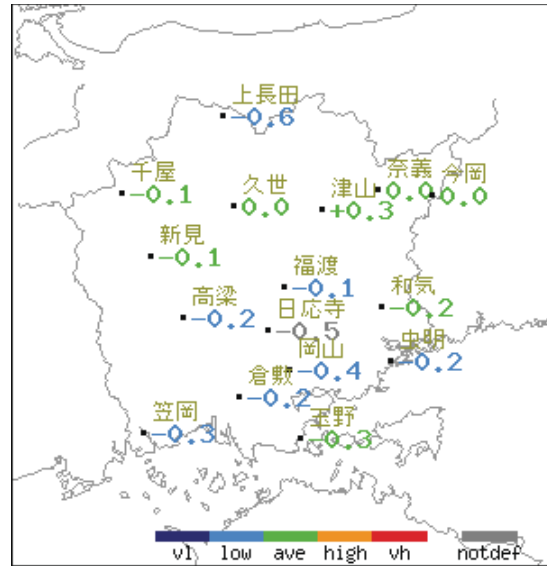 上長田
-0.6
千屋
-0.1
久世
0.0
津山
+0.3
奈義
0.0
今岡
0.0
新見
-0.1
福渡
-0.1
高梁
-0.2
日応寺
-0.5
和気
-0.2
岡山
-0.4
虫明
-0.2
倉敷
-0.2
笠岡
-0.3
玉野
-0.3
vl low ave high vh notdef